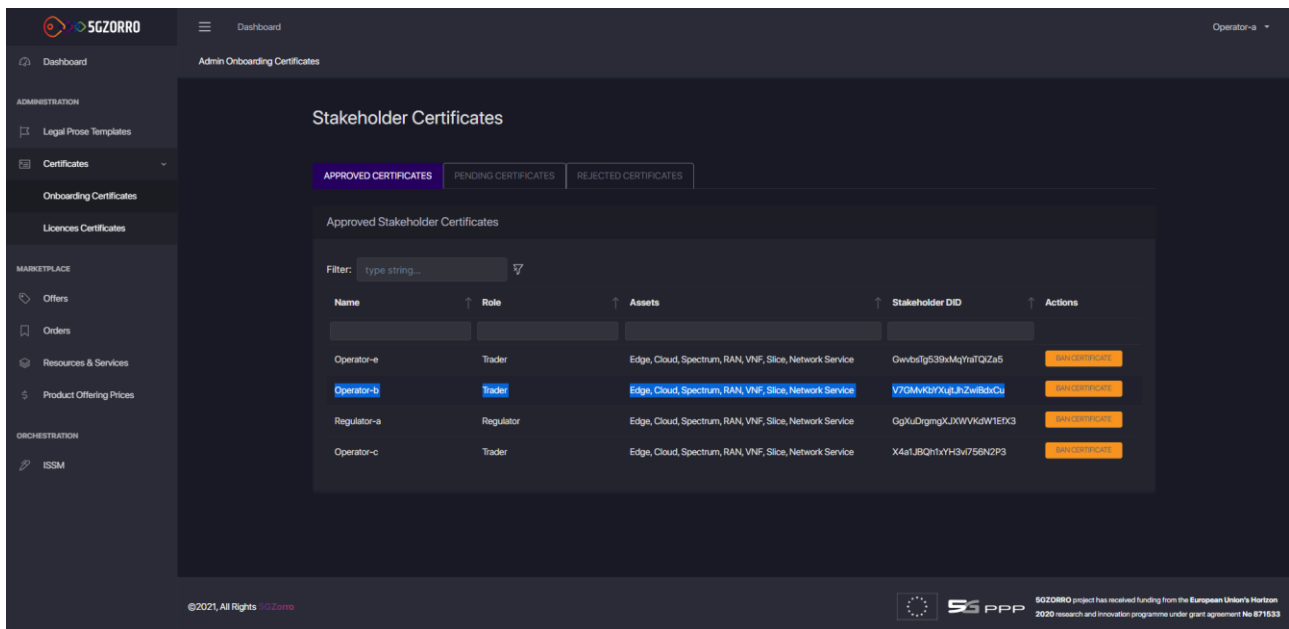 5GZORRO
Dashboard
Operator-a
Dashboard
Admin Onboarding Certificates
ADMINISTRATION
Legal Prose Templates
Certificates
Onboarding Certificates
Licences Certificates
MARKETPLACE
Offers
Orders
Resources & Services
Product Offering Prices
ORCHESTRATION
ISSM
Stakeholder Certificates
APPROVED CERTIFICATES PENDING CERTIFICATES REJECTED CERTIFICATES
Approved Stakeholder Certificates
Filter: type string...
Name Role Assets Stakeholder DID Actions
Operator-e Trader Edge, Cloud, Spectrum, RAN, VNF, Slice, Network Service GwvbsTg539xMqYraTQiZa5 BAN CERTIFICATE
Operator-b Trader Edge, Cloud, Spectrum, RAN, VNF, Slice, Network Service V7GMvKbYXujtJhZwiBdxCu BAN CERTIFICATE
Regulator-a Regulator Edge, Cloud, Spectrum, RAN, VNF, Slice, Network Service GgXuDrgmgXJXWVKdW1EfX3 BAN CERTIFICATE
Operator-c Trader Edge, Cloud, Spectrum, RAN, VNF, Slice, Network Service X4a1JBQh1xYH3vi756N2P3 BAN CERTIFICATE
©2021, All Rights 5GZorro
5G PPP
5GZORRO project has received funding from the European Union's Horizon
2020 research and innovation programme under grant agreement No 871533